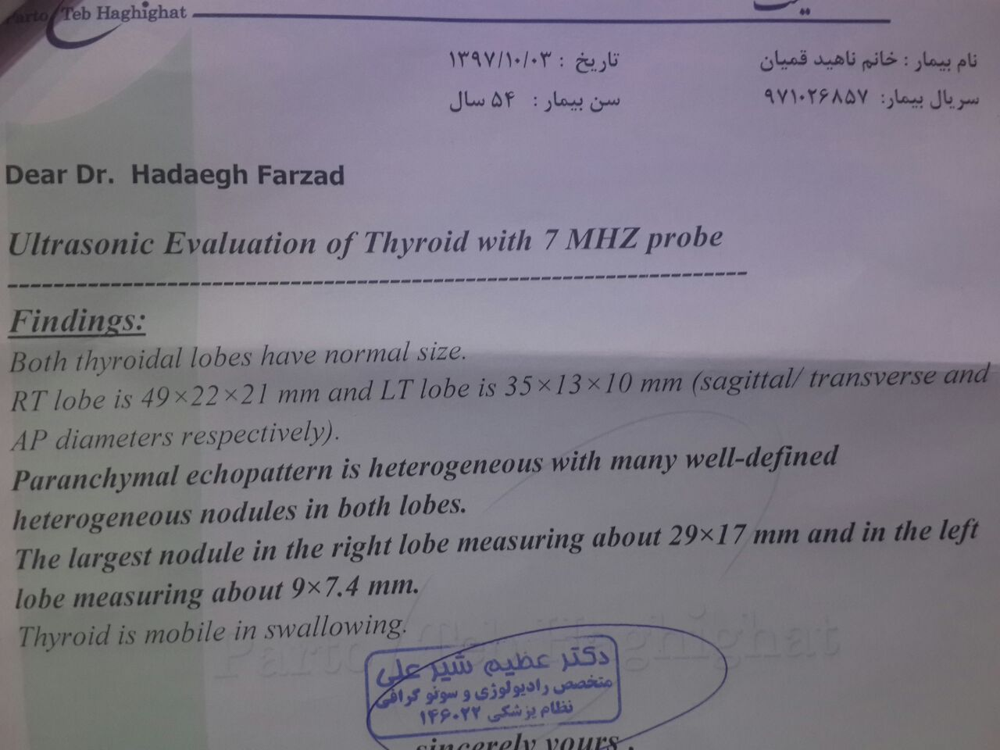 Parto Teb Haghighat
نام بیمار : خانم ناهید قمیان تاریخ : ۱۳۹۷/۱۰/۰۳
سریال بیمار: ۹۷۱۰۲۶۸۵۷ سن بیمار : ۵۴ سال
Dear Dr. Hadaegh Farzad
Ultrasonic Evaluation of Thyroid with 7 MHZ probe
Findings:
Both thyroidal lobes have normal size.
RT lobe is 49×22×21 mm and LT lobe is 35×13×10 mm (sagittal/ transverse and
AP diameters respectively).
Paranchymal echopattern is heterogeneous with many well-defined
heterogeneous nodules in both lobes.
The largest nodule in the right lobe measuring about 29×17 mm and in the left
lobe measuring about 9×7.4 mm.
Thyroid is mobile in swallowing.
Parto Teb Haghighat
دکتر عظیم شیر علی
متخصص رادیولوژی و سونو گرافی
نظام پزشکی ۱۴۶۰۲۲
sincerely yours ,